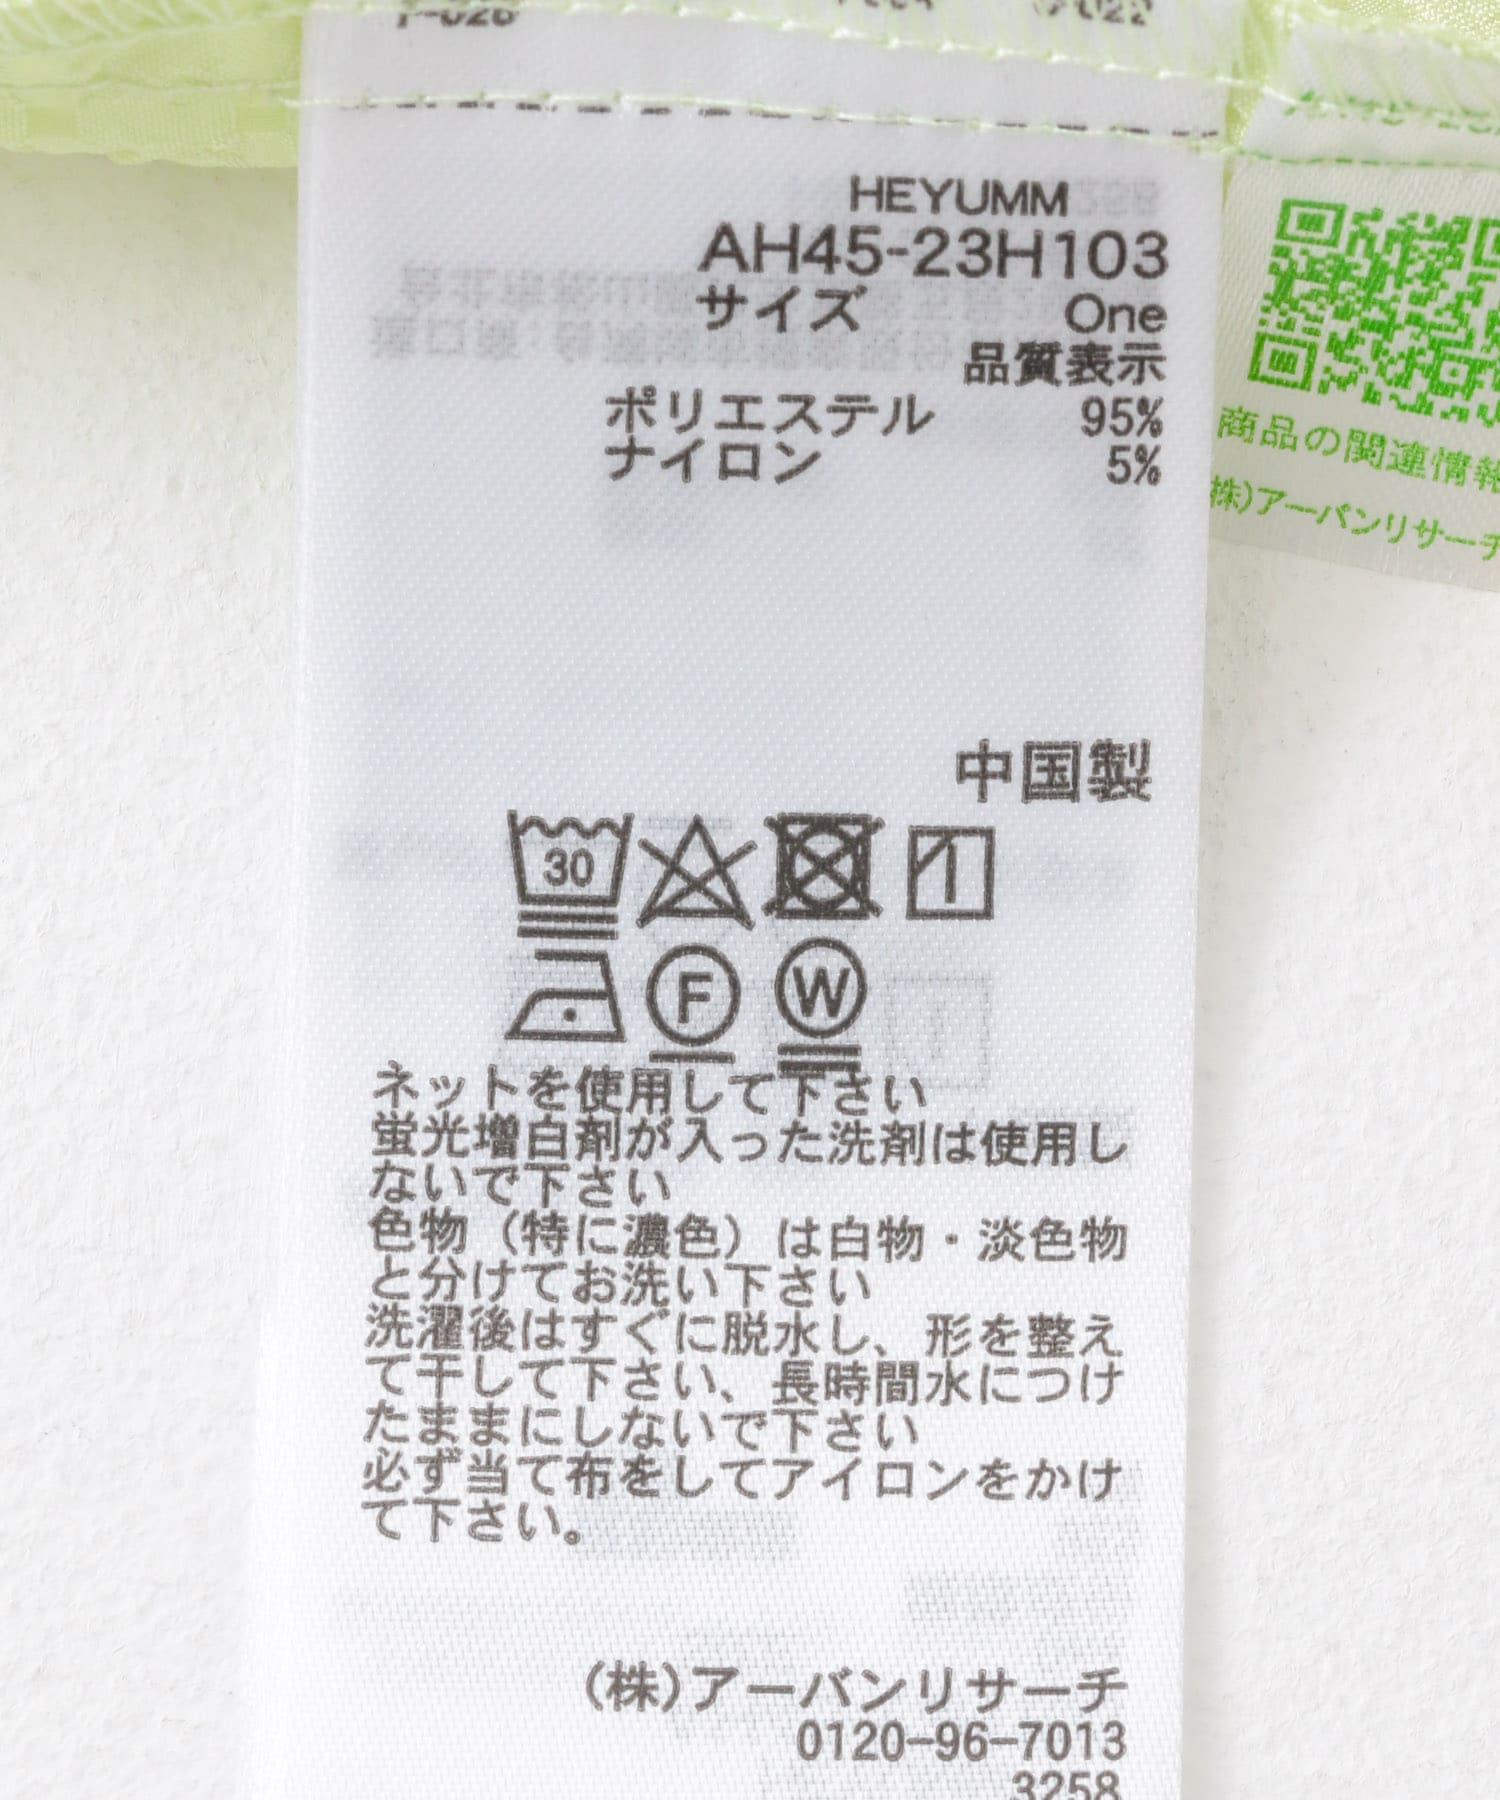 HEYUMM
AH45-23H103
サイズ One
品質表示
ポリエステル 95%
ナイロン 5%
中国製
30
F W
ネットを使用して下さい
蛍光増白剤が入った洗剤は使用し
ないで下さい
色物（特に濃色）は白物・淡色物
と分けてお洗い下さい
洗濯後はすぐに脱水し、形を整え
て干して下さい、長時間水につけ
たままにしないで下さい
必ず当て布をしてアイロンをかけ
て下さい。
(株)アーバンリサーチ
0120-96-7013
3258
商品の関連情報
株)アーバンリサーチ